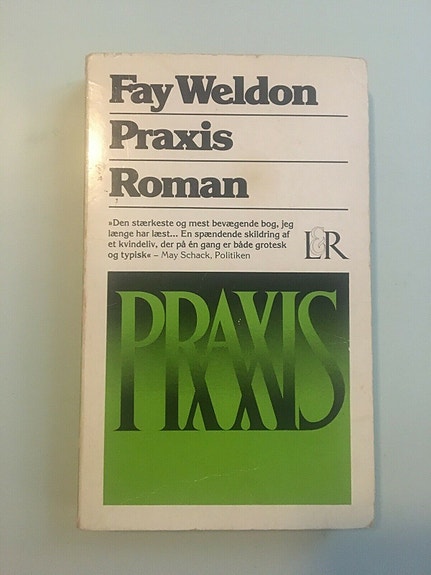 Fay Weldon
Praxis
Roman
»Den stærkeste og mest bevægende bog, jeg
længe har læst... En spændende skildring af
et kvindeliv, der på én gang er både grotesk
og typisk« – May Schack, Politiken
L&R
PRAXIS